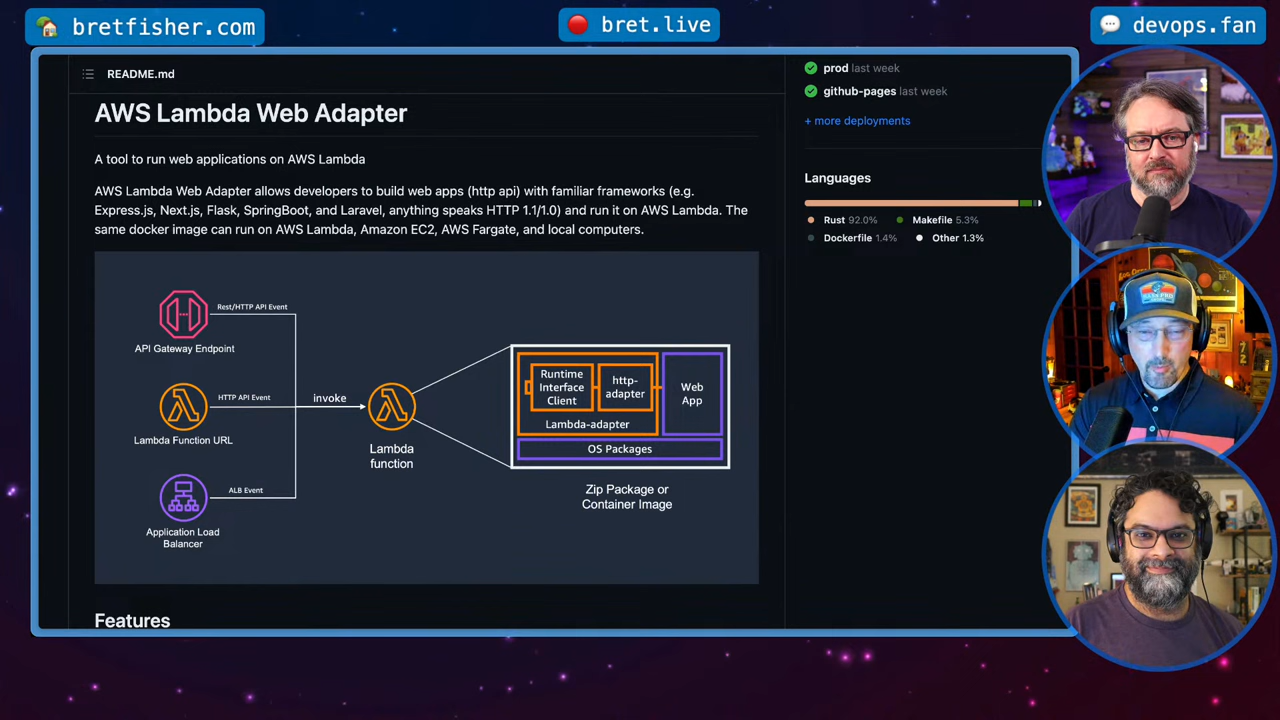 bretfisher.com
bret.live
devops.fan
README.md
AWS Lambda Web Adapter
A tool to run web applications on AWS Lambda
AWS Lambda Web Adapter allows developers to build web apps (http api) with familiar frameworks (e.g.
Express.js, Next.js, Flask, SpringBoot, and Laravel, anything speaks HTTP 1.1/1.0) and run it on AWS Lambda. The
same docker image can run on AWS Lambda, Amazon EC2, AWS Fargate, and local computers.
API Gateway Endpoint
Rest/HTTP API Event
Lambda Function URL
HTTP API Event
Application Load
Balancer
ALB Event
invoke
Lambda
function
Runtime
Interface
Client
http-
adapter
Lambda-adapter
Web
App
OS Packages
Zip Package or
Container Image
Features
prod last week
github-pages last week
+ more deployments
Languages
Rust 92.0%
Makefile 5.3%
Dockerfile 1.4%
Other 1.3%